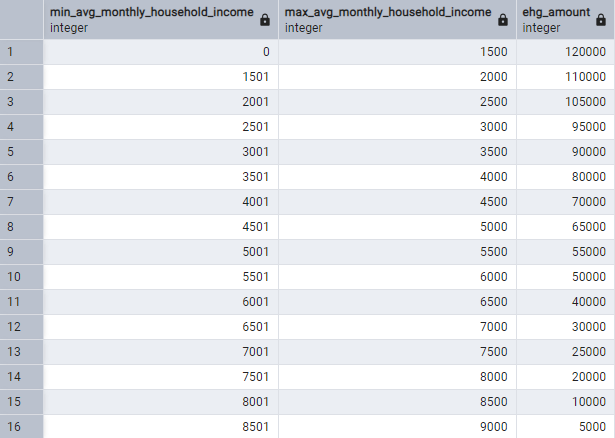 min_avg_monthly_household_income max_avg_monthly_household_income ehg_amount
integer integer integer
1 0 1500 120000
2 1501 2000 110000
3 2001 2500 105000
4 2501 3000 95000
5 3001 3500 90000
6 3501 4000 80000
7 4001 4500 70000
8 4501 5000 65000
9 5001 5500 55000
10 5501 6000 50000
11 6001 6500 40000
12 6501 7000 30000
13 7001 7500 25000
14 7501 8000 20000
15 8001 8500 10000
16 8501 9000 5000